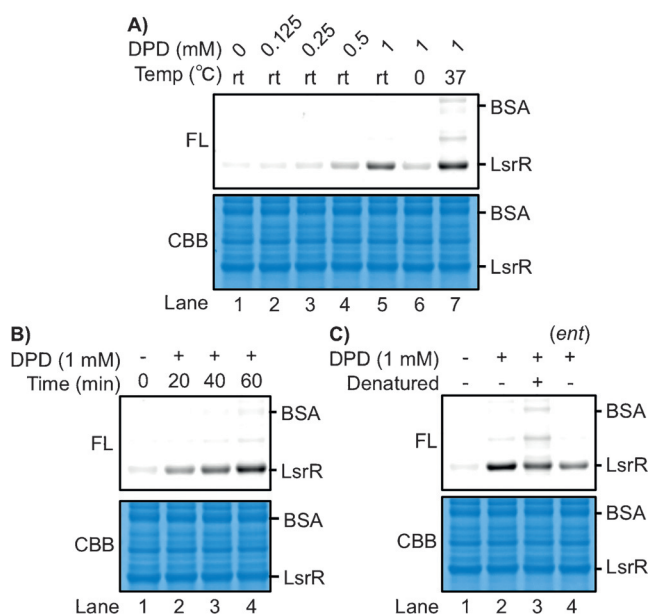 A)
DPD (mM) 0 0.125 0.25 0.5 1 1 1
Temp (°C) rt rt rt rt rt 0 37
BSA
FL
LsrR
BSA
CBB
LsrR
Lane 1 2 3 4 5 6 7
B)
DPD (1 mM) - + + +
Time (min) 0 20 40 60
BSA
FL
LsrR
BSA
CBB
LsrR
Lane 1 2 3 4
C)
(ent)
DPD (1 mM) - + + +
Denatured - - + -
BSA
FL
LsrR
BSA
CBB
LsrR
Lane 1 2 3 4